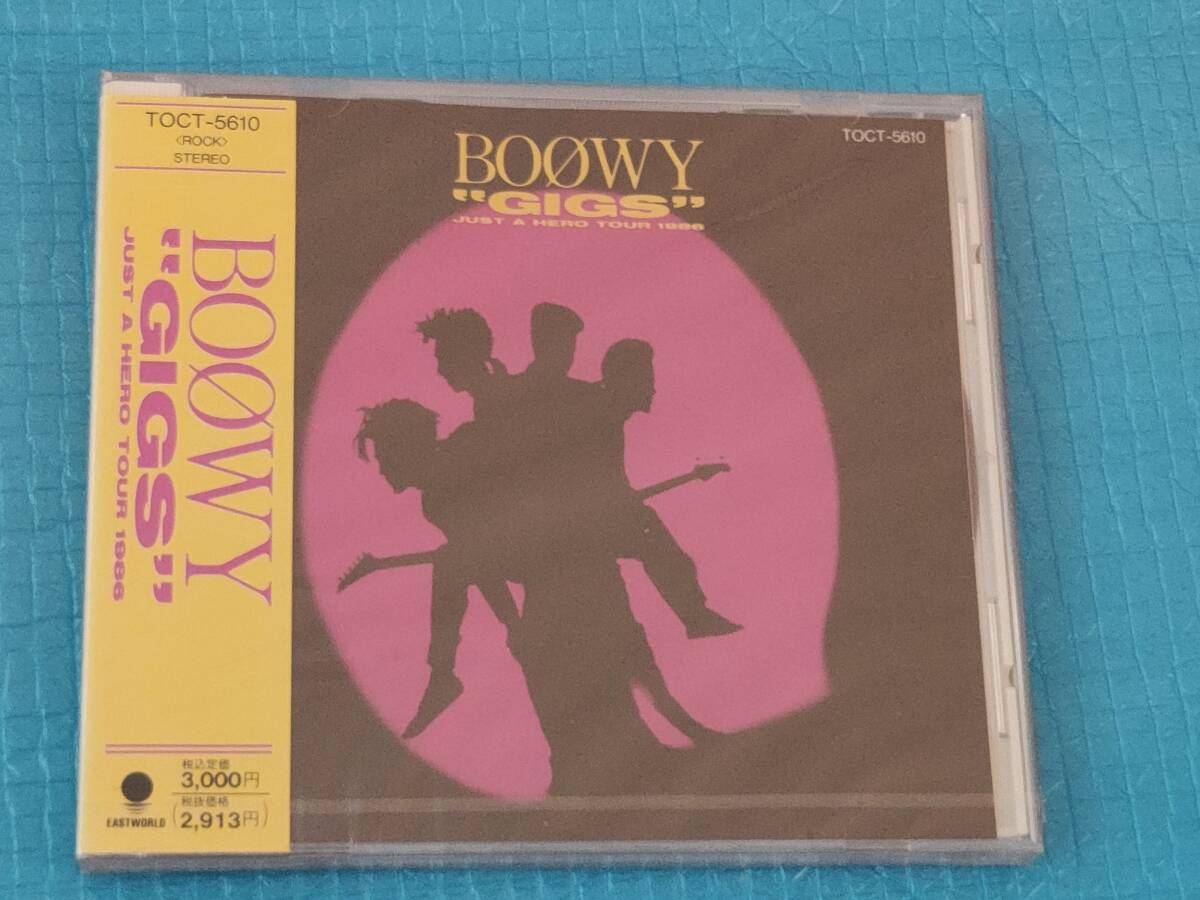 TOCT-5610
〈ROCK〉
STEREO
BOØWY
“GIGS”
JUST A HERO TOUR 1986
EASTWORLD
税込定価
3,000円
税抜価格
(2,913円)
BOØWY
“GIGS”
JUST A HERO TOUR 1986
TOCT-5610